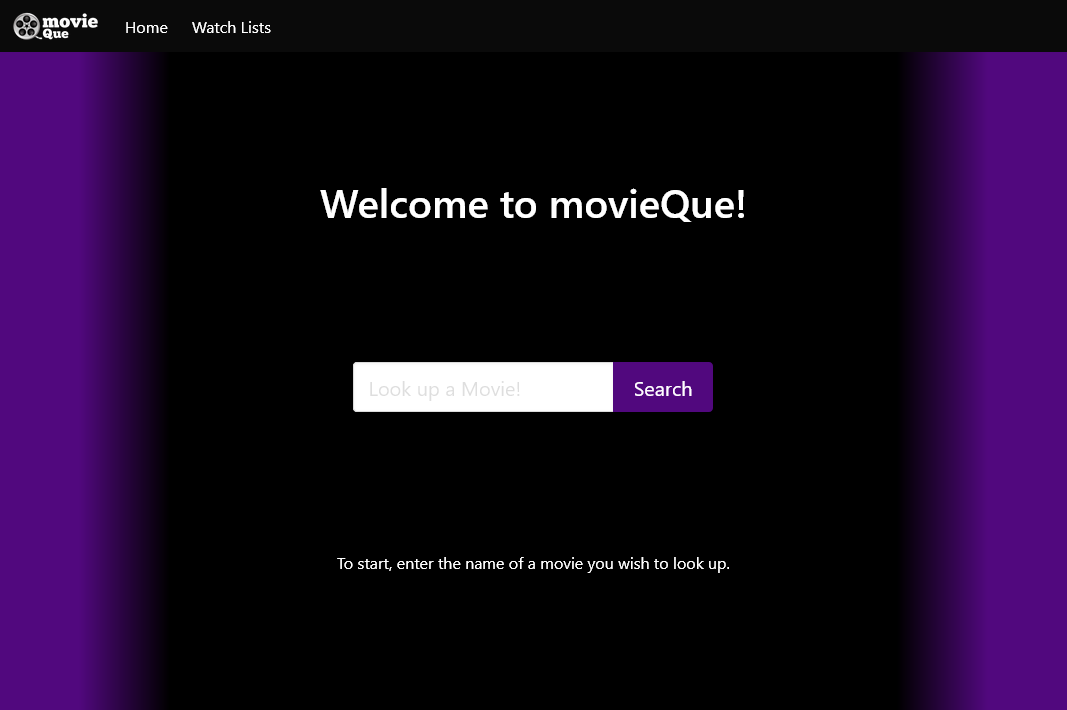 movie
Que
Home
Watch Lists
Welcome to movieQue!
Look up a Movie!
Search
To start, enter the name of a movie you wish to look up.